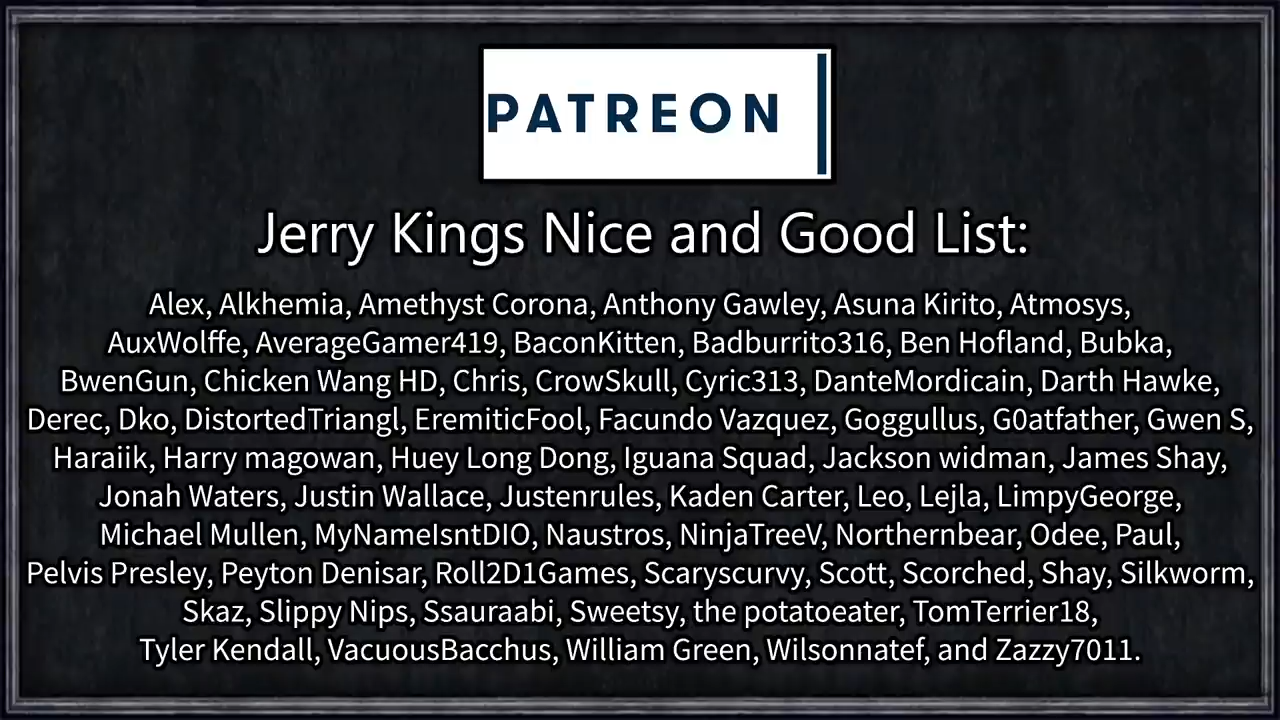 PATREON
Jerry Kings Nice and Good List:
Alex, Alkhemia, Amethyst Corona, Anthony Gawley, Asuna Kirito, Atmosys,
AuxWolffe, AverageGamer419, BaconKitten, Badburrito316, Ben Hofland, Bubka,
BwenGun, Chicken Wang HD, Chris, CrowSkull, Cyric313, DanteMordicain, Darth Hawke,
Derec, Dko, DistortedTriangl, EremiticFool, Facundo Vazquez, Goggullus, G0atfather, Gwen S,
Haraiik, Harry magowan, Huey Long Dong, Iguana Squad, Jackson widman, James Shay,
Jonah Waters, Justin Wallace, Justenrules, Kaden Carter, Leo, Lejla, LimpyGeorge,
Michael Mullen, MyNameIsntDIO, Naustros, NinjaTreeV, Northernbear, Odee, Paul,
Pelvis Presley, Peyton Denisar, Roll2D1Games, Scaryscurvy, Scott, Scorched, Shay, Silkworm,
Skaz, Slippy Nips, Ssauraabi, Sweetsy, the potatoeater, TomTerrier18,
Tyler Kendall, VacuousBacchus, William Green, Wilsonnatef, and Zazzy7011.